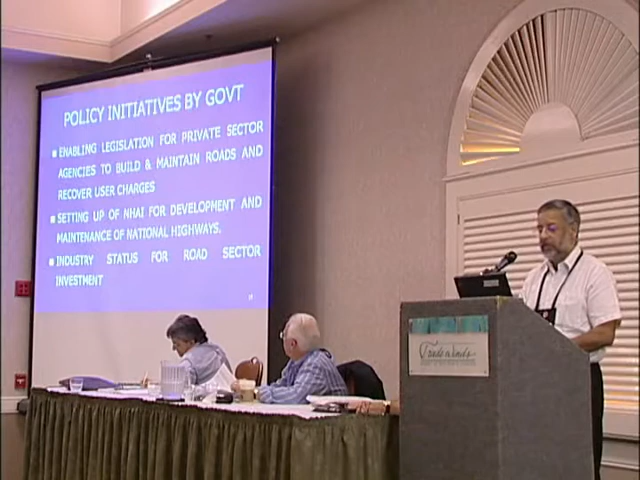 POLICY INITIATIVES BY GOVT
ENABLING LEGISLATION FOR PRIVATE SECTOR
AGENCIES TO BUILD & MAINTAIN ROADS AND
RECOVER USER CHARGES
SETTING UP OF NHAI FOR DEVELOPMENT AND
MAINTENANCE OF NATIONAL HIGHWAYS.
INDUSTRY STATUS FOR ROAD SECTOR
INVESTMENT
Tradewinds